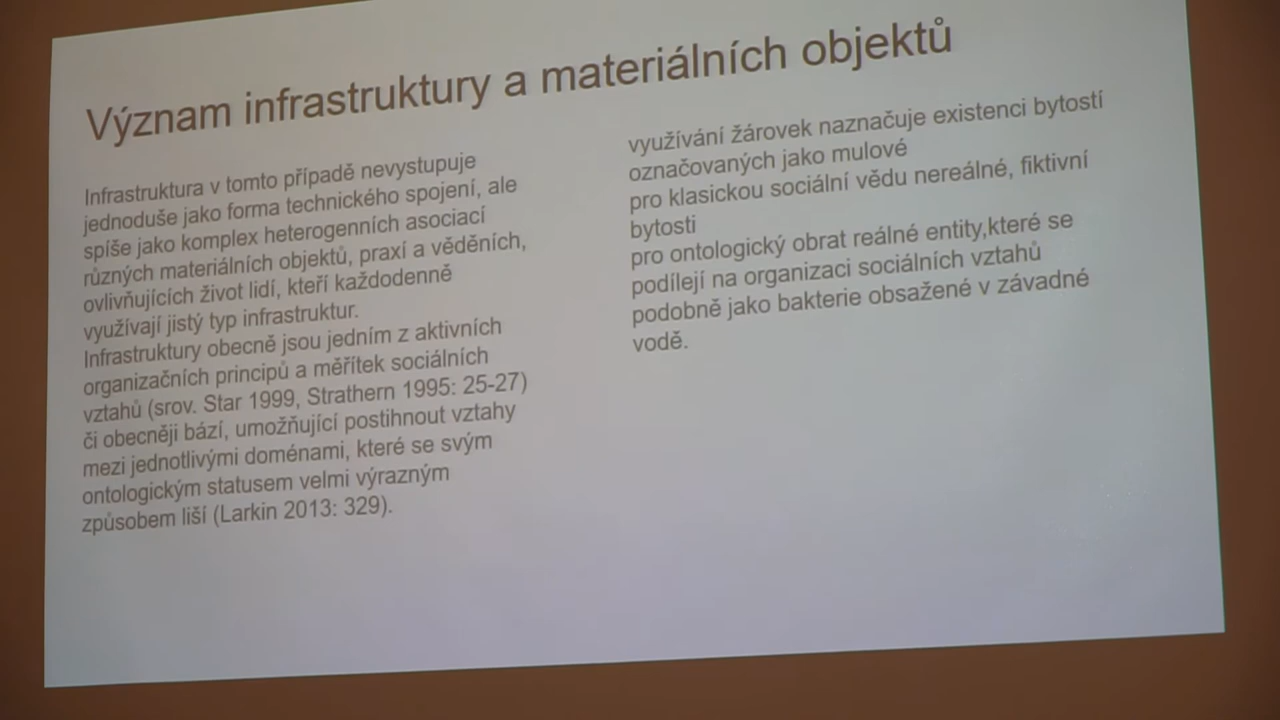 Význam infrastruktury a materiálních objektů
Infrastruktura v tomto případě nevystupuje
jednoduše jako forma technického spojení, ale
spíše jako komplex heterogenních asociací
různých materiálních objektů, praxí a věděních,
ovlivňujících život lidí, kteří každodenně
využívají jistý typ infrastruktur.
Infrastruktury obecně jsou jedním z aktivních
organizačních principů a měřítek sociálních
vztahů (srov. Star 1999, Strathern 1995: 25-27)
či obecněji bází, umožňující postihnout vztahy
mezi jednotlivými doménami, které se svým
ontologickým statusem velmi výrazným
způsobem liší (Larkin 2013: 329).
využívání žárovek naznačuje existenci bytostí
označovaných jako mulové
pro klasickou sociální vědu nereálné, fiktivní
bytosti
pro ontologický obrat reálné entity,které se
podílejí na organizaci sociálních vztahů
podobně jako bakterie obsažené v závadné
vodě.